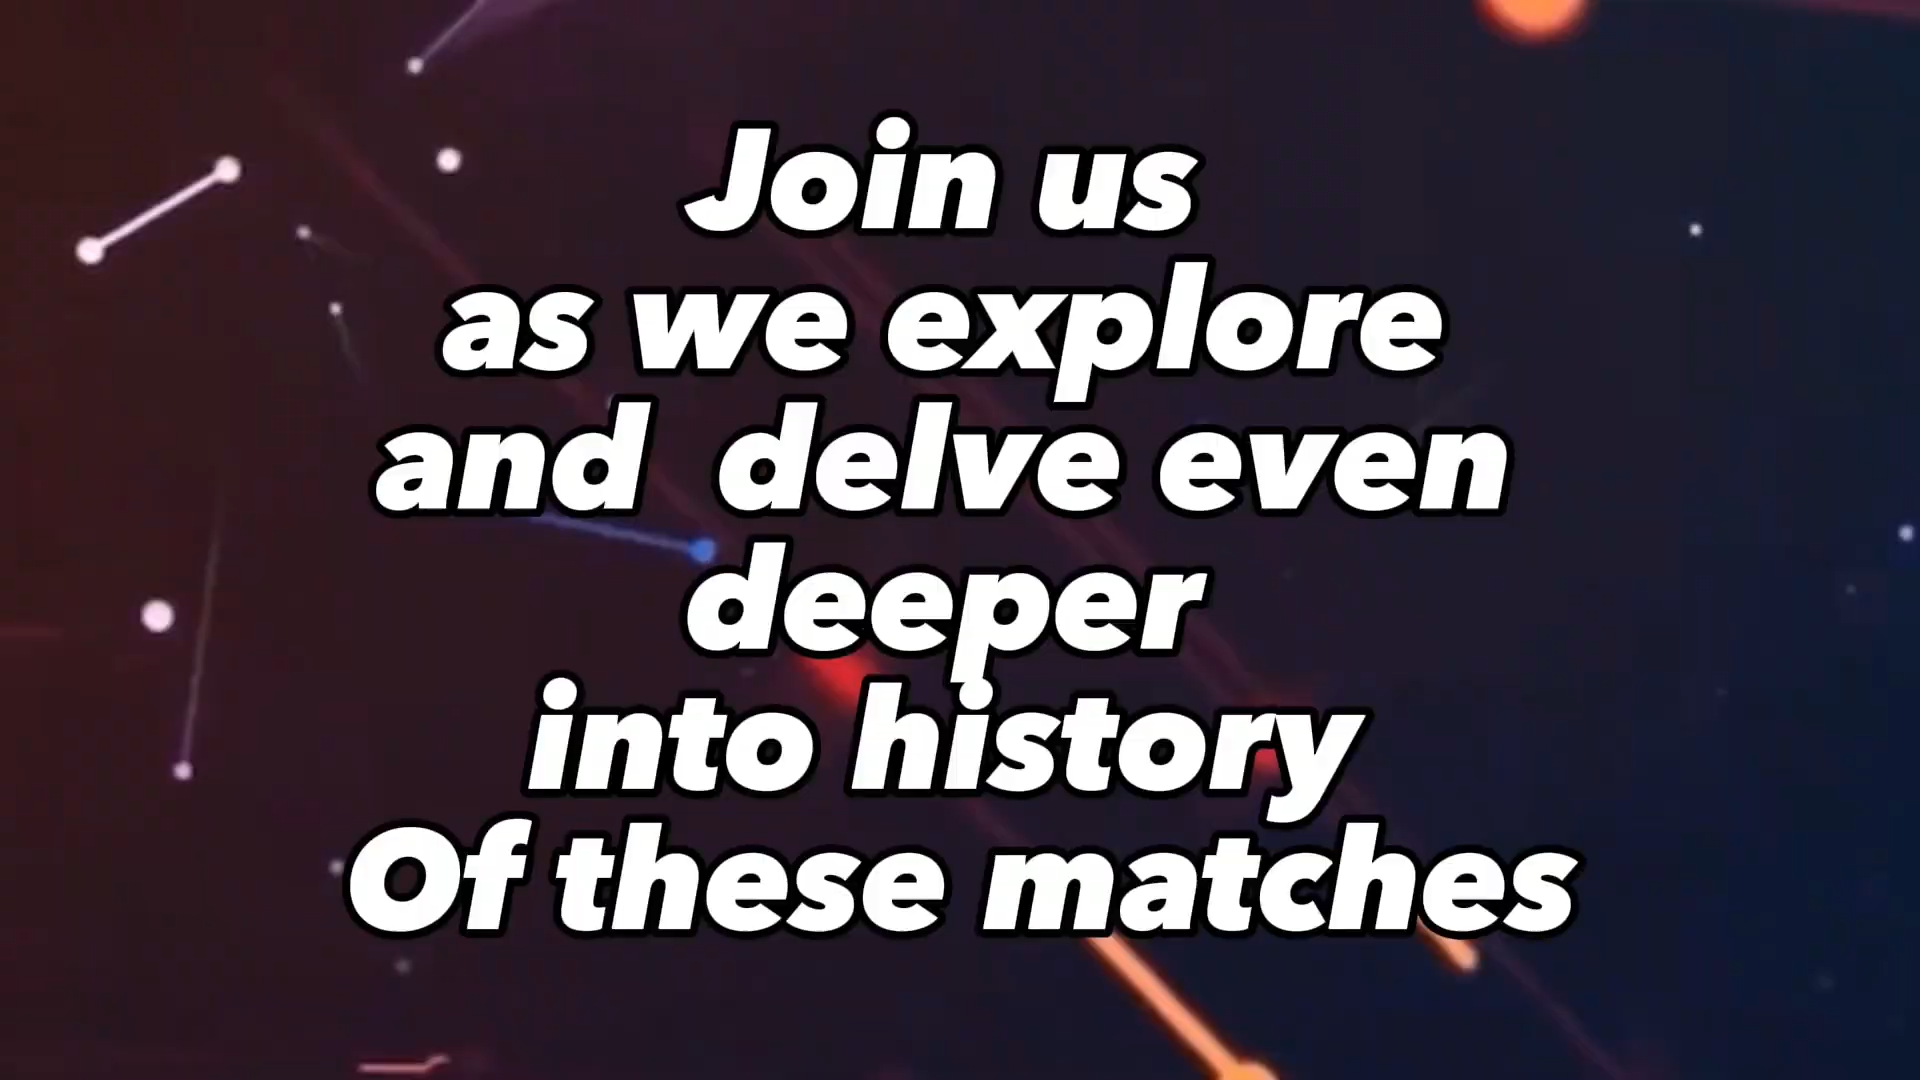 Join us
as we explore
and  delve even
deeper
into history
Of these matches